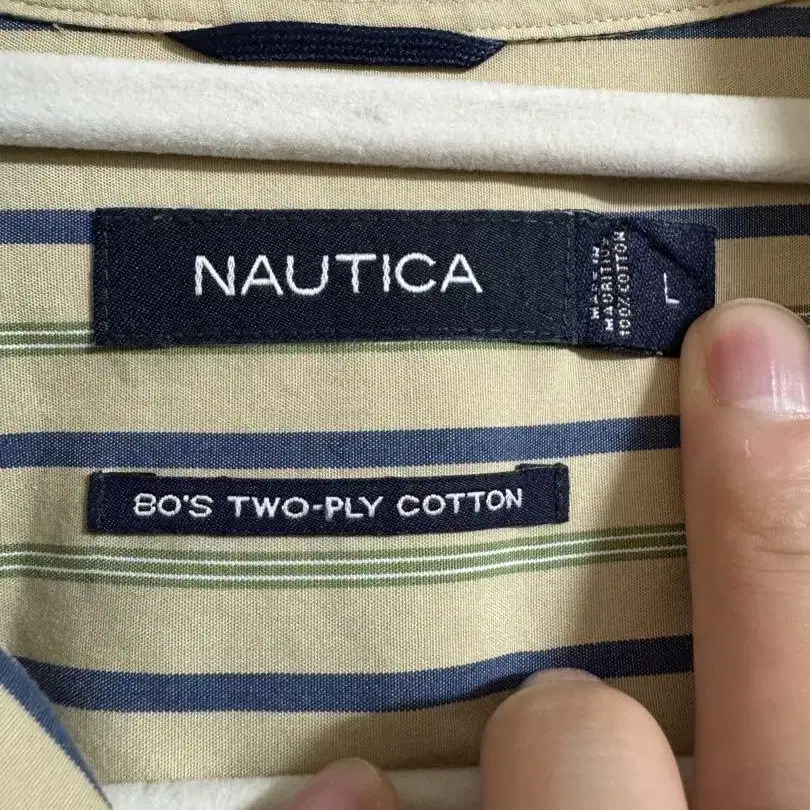 NAUTICA
MADE IN
MAURITIUS
100% COTTON
L
80'S TWO-PLY COTTON